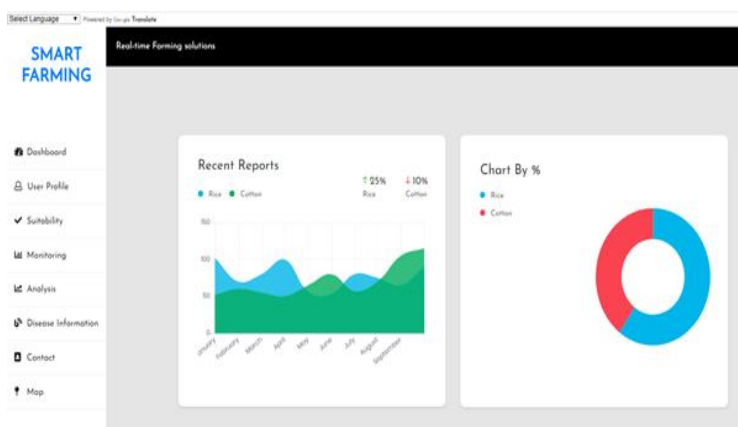 Select Language
Powered by Google Translate
SMART
FARMING
Real-time Farming solutions
Dashboard
User Profile
Suitability
Monitoring
Analysis
Disease Information
Contact
Map
Recent Reports
Rice Cotton
25% 10%
Rice Cotton
150
100
50
0
February March April May June July August September
Chart By %
Rice
Cotton